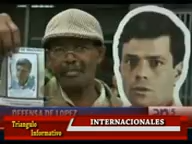 DEFENSA DE LOPEZ
INTERNACIONALES
Triangulo
Informativo